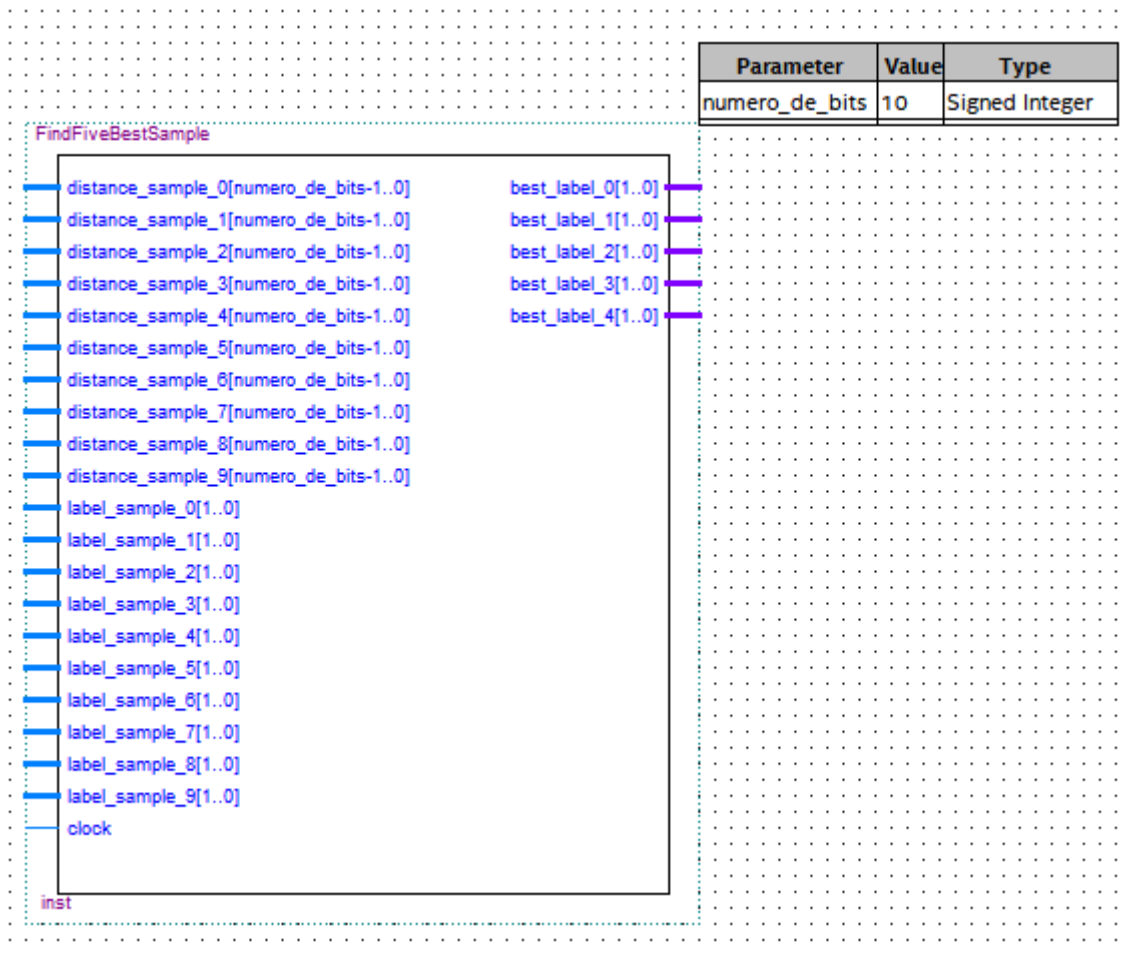 Parameter Value Type
numero_de_bits 10 Signed Integer
FindFiveBestSample
distance_sample_0[numero_de_bits-1..0] best_label_0[1..0]
distance_sample_1[numero_de_bits-1..0] best_label_1[1..0]
distance_sample_2[numero_de_bits-1..0] best_label_2[1..0]
distance_sample_3[numero_de_bits-1..0] best_label_3[1..0]
distance_sample_4[numero_de_bits-1..0] best_label_4[1..0]
distance_sample_5[numero_de_bits-1..0]
distance_sample_6[numero_de_bits-1..0]
distance_sample_7[numero_de_bits-1..0]
distance_sample_8[numero_de_bits-1..0]
distance_sample_9[numero_de_bits-1..0]
label_sample_0[1..0]
label_sample_1[1..0]
label_sample_2[1..0]
label_sample_3[1..0]
label_sample_4[1..0]
label_sample_5[1..0]
label_sample_6[1..0]
label_sample_7[1..0]
label_sample_8[1..0]
label_sample_9[1..0]
clock
inst